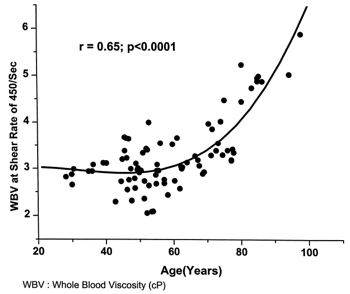 6
r = 0.65; p<0.0001
5
4
3
2
WBV at Shear Rate of 450/Sec
20 40 60 80 100
Age(Years)
WBV : Whole Blood Viscosity (cP)